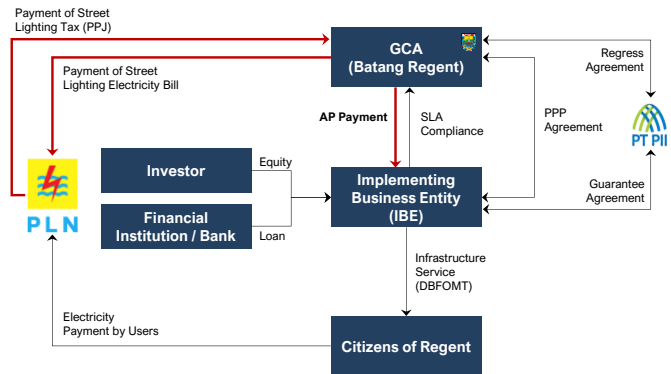 Payment of Street
Lighting Tax (PPJ)
GCA
(Batang Regent)
Regress
Agreement
Payment of Street
Lighting Electricity Bill
AP Payment
SLA
Compliance
PPP
Agreement
PT PII
Investor
Equity
Implementing
Business Entity
(IBE)
Guarantee
Agreement
PLN
Financial
Institution / Bank
Loan
Infrastructure
Service
(DBFOMT)
Electricity
Payment by Users
Citizens of Regent